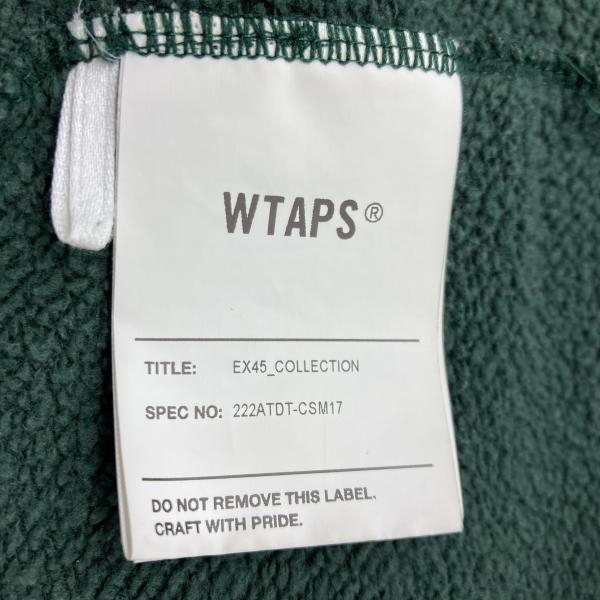 WTAPS®
TITLE: EX45_COLLECTION
SPEC NO: 222ATDT-CSM17
DO NOT REMOVE THIS LABEL.
CRAFT WITH PRIDE.